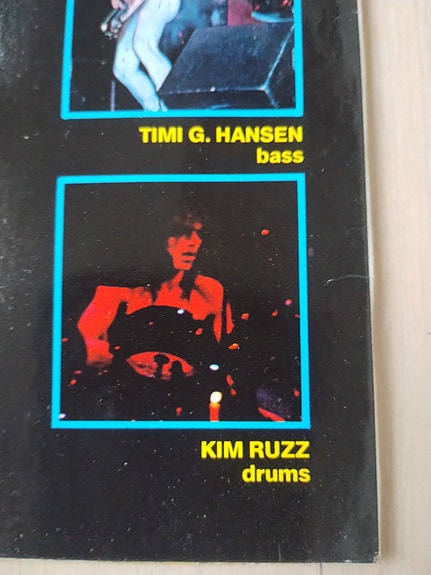 TIMI G. HANSEN
bass
KIM RUZZ
drums